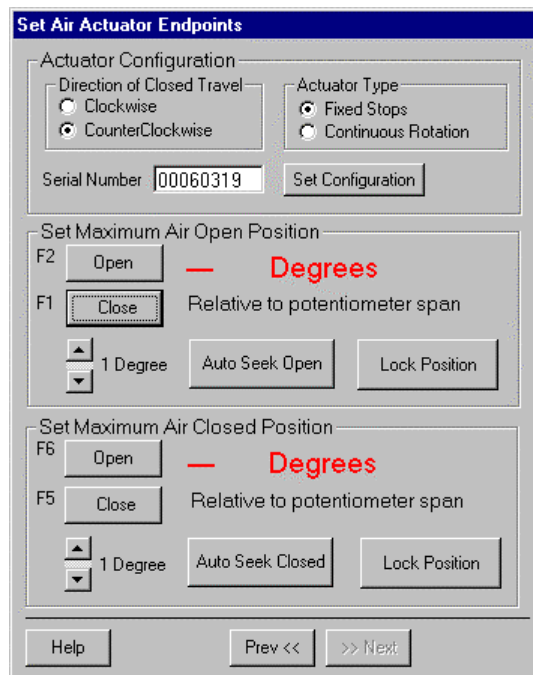 Set Air Actuator Endpoints
Actuator Configuration
Direction of Closed Travel
Clockwise
CounterClockwise
Actuator Type
Fixed Stops
Continuous Rotation
Serial Number 00060319 Set Configuration
Set Maximum Air Open Position
F2 Open — Degrees
F1 Close Relative to potentiometer span
1 Degree Auto Seek Open Lock Position
Set Maximum Air Closed Position
F6 Open — Degrees
F5 Close Relative to potentiometer span
1 Degree Auto Seek Closed Lock Position
Help Prev << >> Next